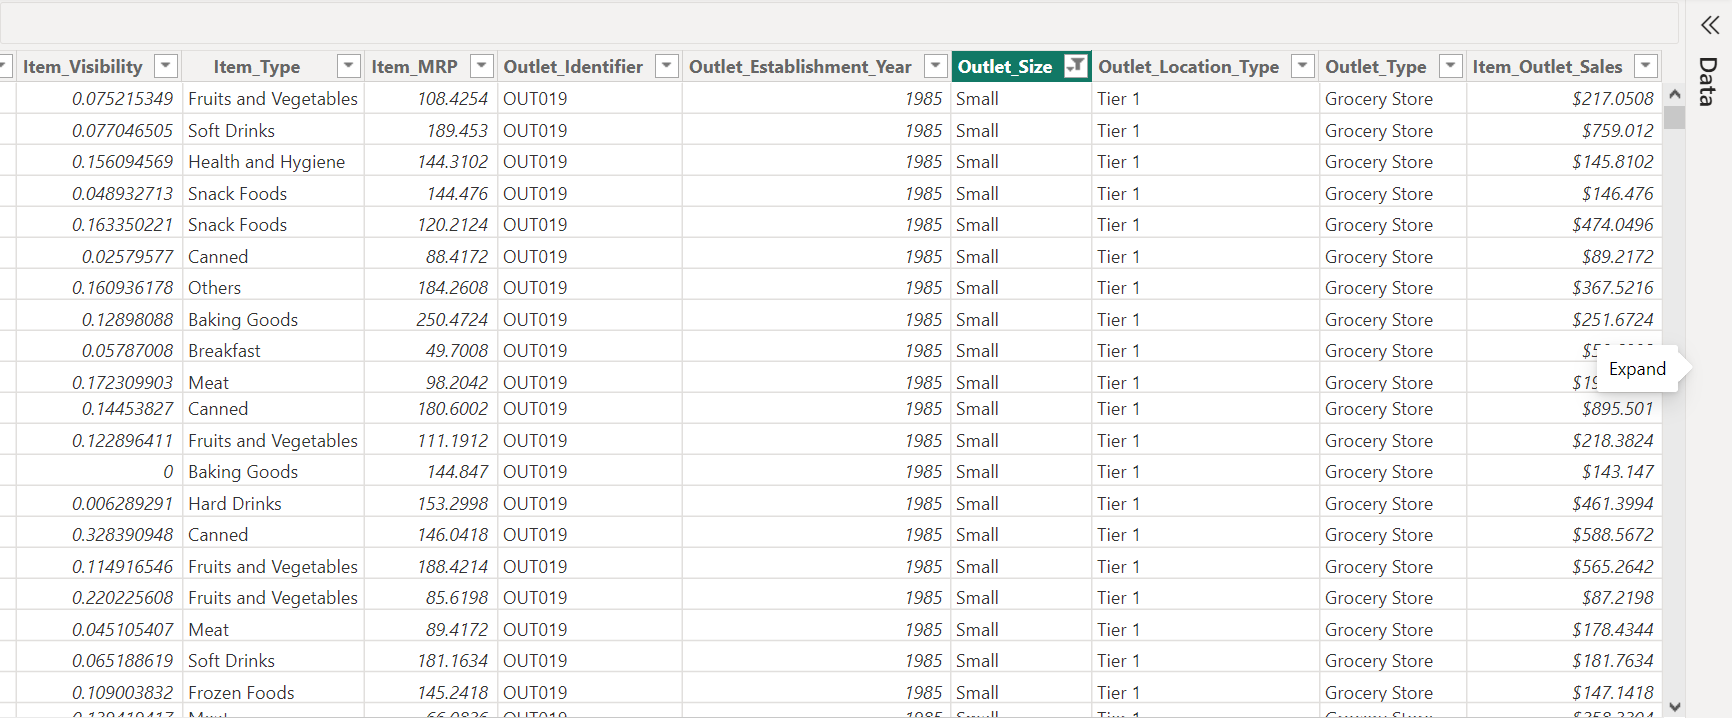 Item_Visibility Item_Type Item_MRP Outlet_Identifier Outlet_Establishment_Year Outlet_Size Outlet_Location_Type Outlet_Type Item_Outlet_Sales
Data
0.075215349 Fruits and Vegetables 108.4254 OUT019 1985 Small Tier 1 Grocery Store $217.0508
0.077046505 Soft Drinks 189.453 OUT019 1985 Small Tier 1 Grocery Store $759.012
0.156094569 Health and Hygiene 144.3102 OUT019 1985 Small Tier 1 Grocery Store $145.8102
0.048932713 Snack Foods 144.476 OUT019 1985 Small Tier 1 Grocery Store $146.476
0.163350221 Snack Foods 120.2124 OUT019 1985 Small Tier 1 Grocery Store $474.0496
0.02579577 Canned 88.4172 OUT019 1985 Small Tier 1 Grocery Store $89.2172
0.160936178 Others 184.2608 OUT019 1985 Small Tier 1 Grocery Store $367.5216
0.12898088 Baking Goods 250.4724 OUT019 1985 Small Tier 1 Grocery Store $251.6724
0.05787008 Breakfast 49.7008 OUT019 1985 Small Tier 1 Grocery Store
Expand
0.172309903 Meat 98.2042 OUT019 1985 Small Tier 1 Grocery Store
0.14453827 Canned 180.6002 OUT019 1985 Small Tier 1 Grocery Store $895.501
0.122896411 Fruits and Vegetables 111.1912 OUT019 1985 Small Tier 1 Grocery Store $218.3824
0 Baking Goods 144.847 OUT019 1985 Small Tier 1 Grocery Store $143.147
0.006289291 Hard Drinks 153.2998 OUT019 1985 Small Tier 1 Grocery Store $461.3994
0.328390948 Canned 146.0418 OUT019 1985 Small Tier 1 Grocery Store $588.5672
0.114916546 Fruits and Vegetables 188.4214 OUT019 1985 Small Tier 1 Grocery Store $565.2642
0.220225608 Fruits and Vegetables 85.6198 OUT019 1985 Small Tier 1 Grocery Store $87.2198
0.045105407 Meat 89.4172 OUT019 1985 Small Tier 1 Grocery Store $178.4344
0.065188619 Soft Drinks 181.1634 OUT019 1985 Small Tier 1 Grocery Store $181.7634
0.109003832 Frozen Foods 145.2418 OUT019 1985 Small Tier 1 Grocery Store $147.1418